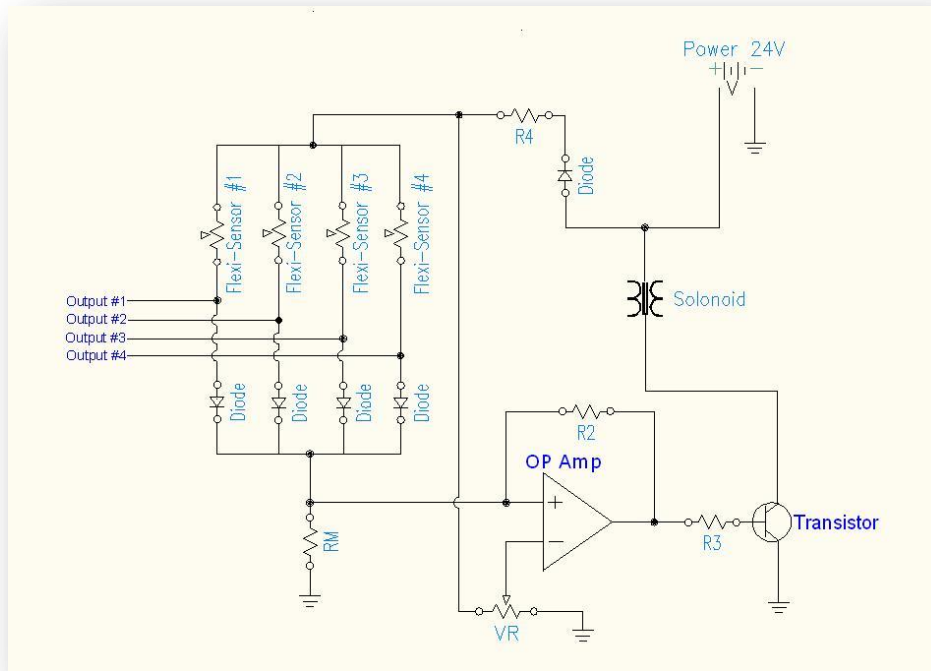 Power 24V
+ -
R4
Diode
Flexi-Sensor #1
Flexi-Sensor #2
Flexi-Sensor #3
Flexi-Sensor #4
Solonoid
Output #1
Output #2
Output #3
Output #4
Diode
Diode
Diode
Diode
R2
OP Amp
+
-
Transistor
R3
RM
VR